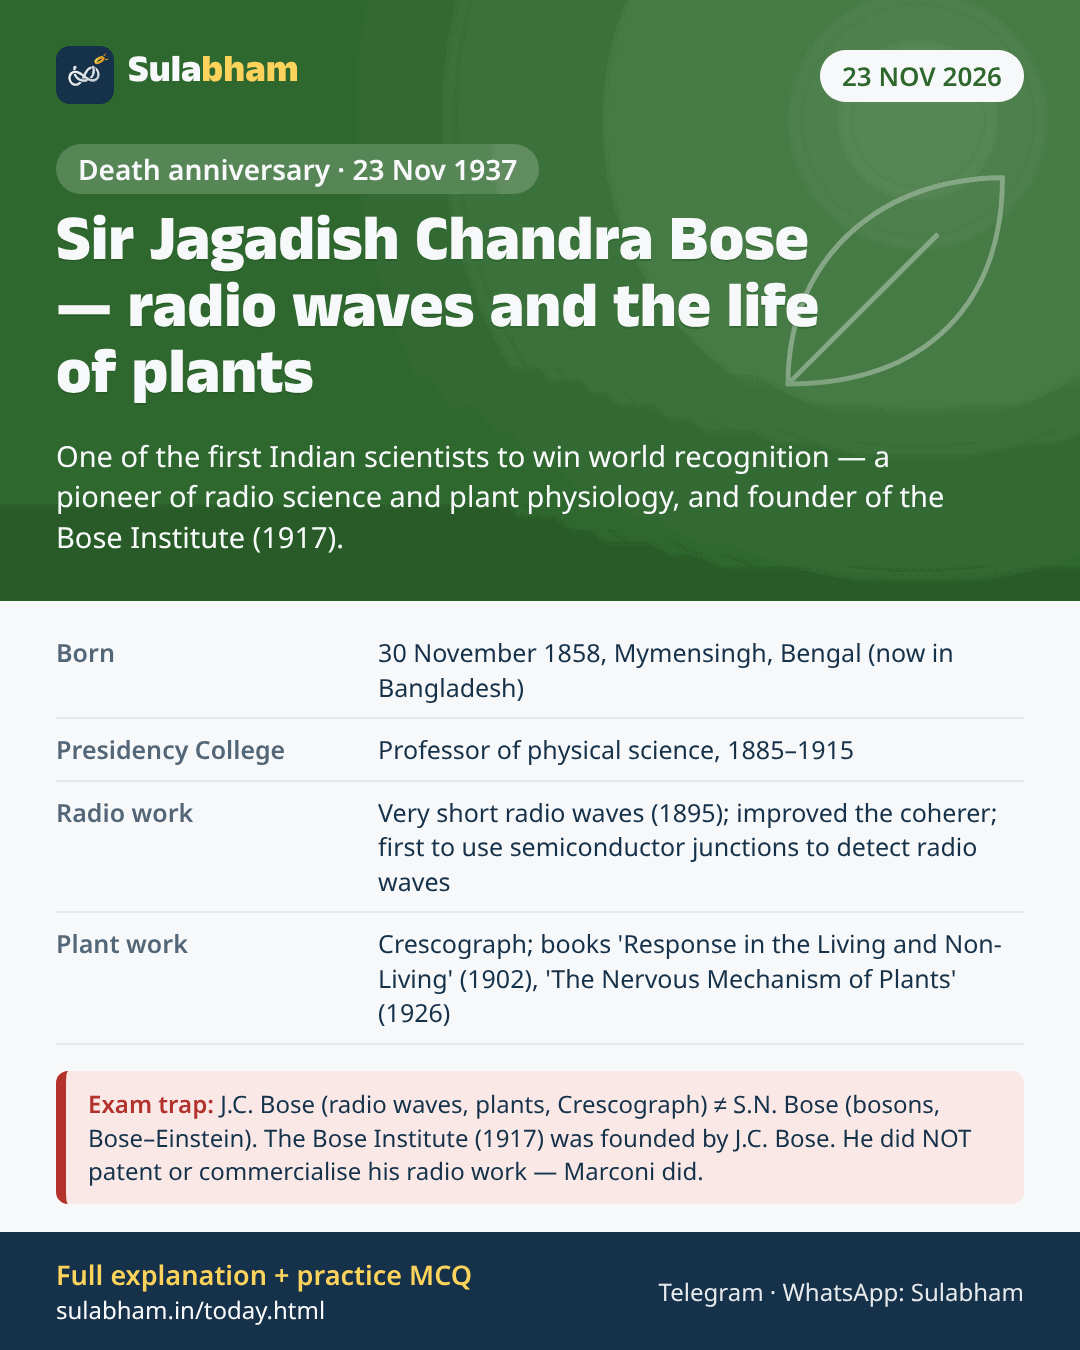 Sulabham
23 NOV 2026
Death anniversary · 23 Nov 1937
Sir Jagadish Chandra Bose
— radio waves and the life
of plants
One of the first Indian scientists to win world recognition — a
pioneer of radio science and plant physiology, and founder of the
Bose Institute (1917).
Born
30 November 1858, Mymensingh, Bengal (now in
Bangladesh)
Presidency College
Professor of physical science, 1885–1915
Radio work
Very short radio waves (1895); improved the coherer;
first to use semiconductor junctions to detect radio
waves
Plant work
Crescograph; books 'Response in the Living and Non-
Living' (1902), 'The Nervous Mechanism of Plants'
(1926)
Exam trap: J.C. Bose (radio waves, plants, Crescograph) ≠ S.N. Bose (bosons,
Bose–Einstein). The Bose Institute (1917) was founded by J.C. Bose. He did NOT
patent or commercialise his radio work — Marconi did.
Full explanation + practice MCQ
sulabham.in/today.html
Telegram · WhatsApp: Sulabham